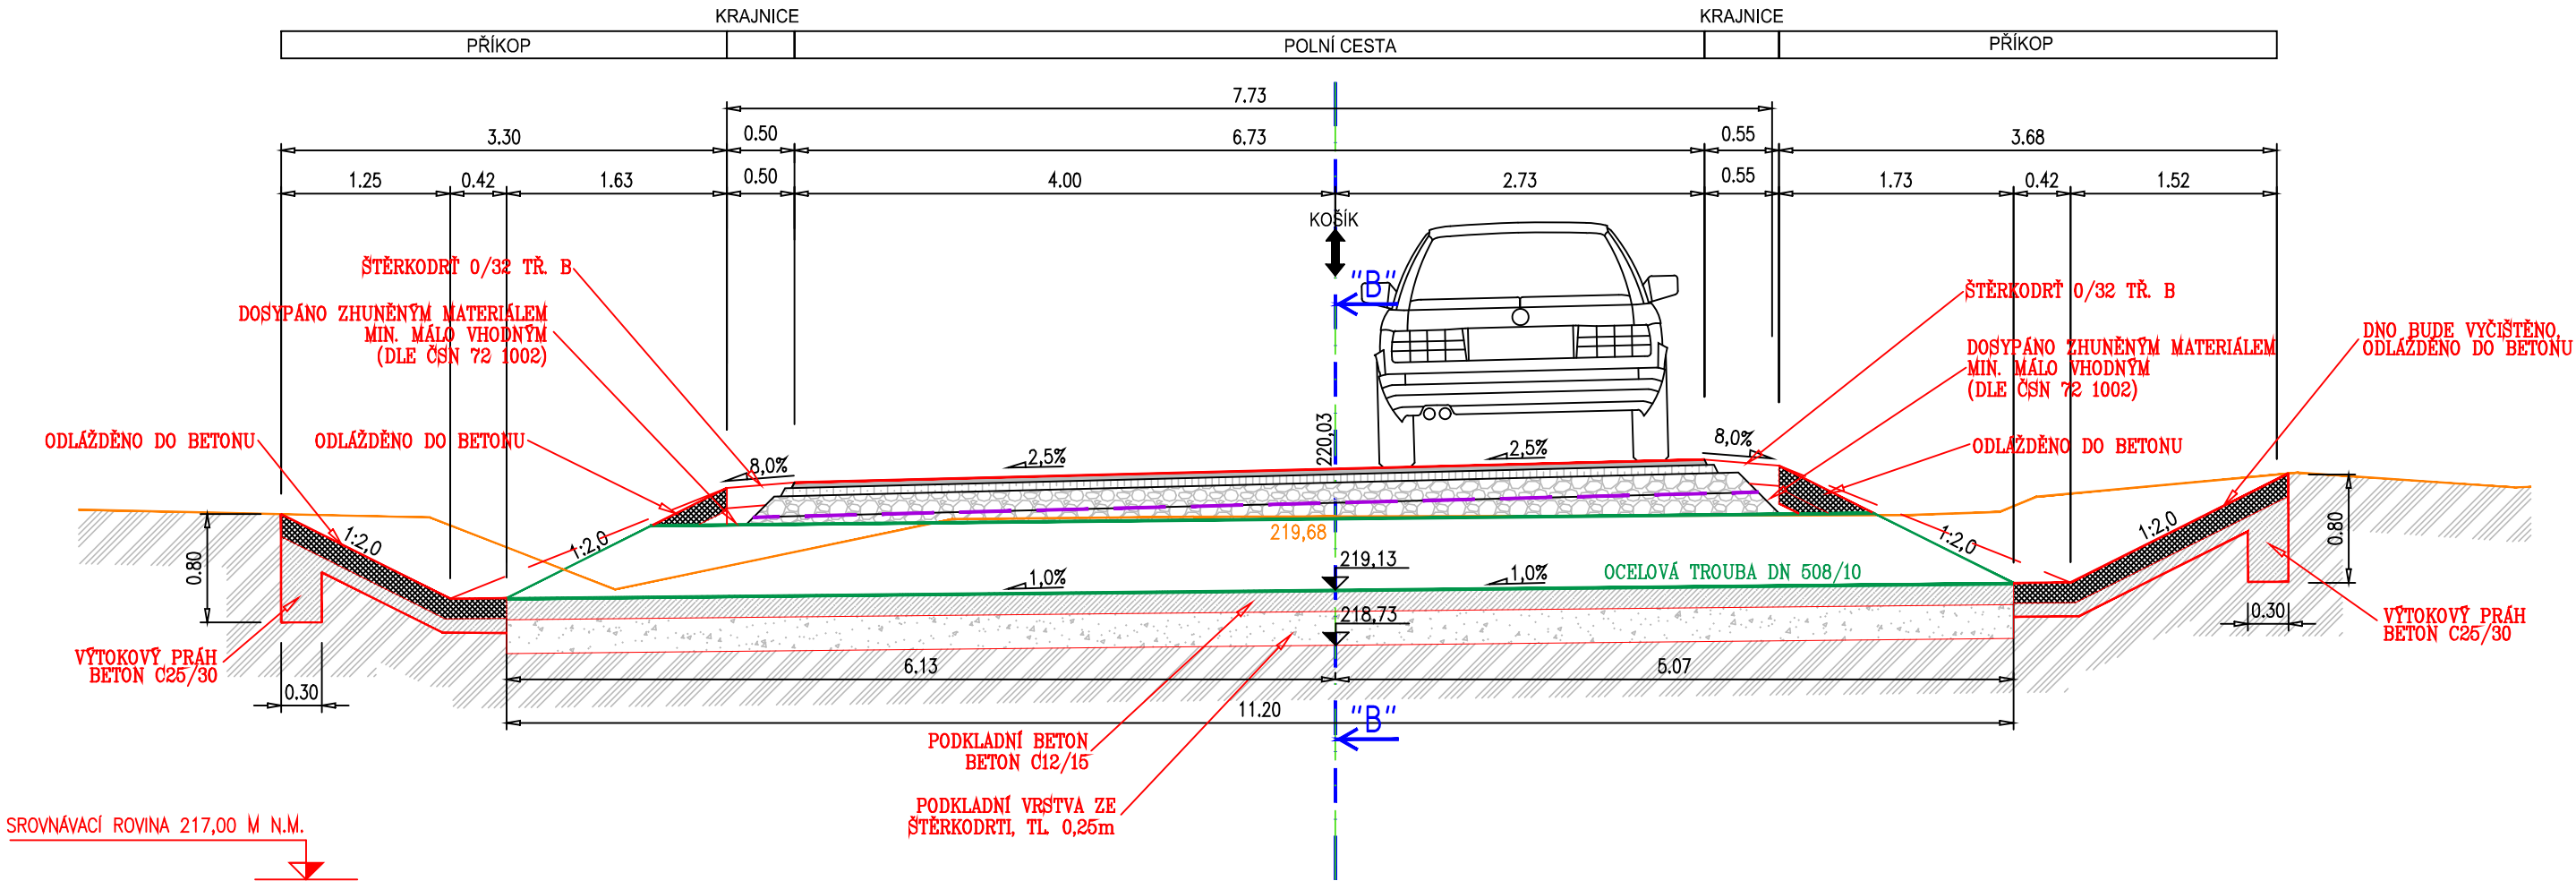 KRAJNICE
KRAJNICE
PŘÍKOP
POLNÍ CESTA
PŘÍKOP
7.73
3.30
0.50
6.73
0.55
3.68
1.25
0.42
1.63
0.50
4.00
2.73
0.55
1.73
0.42
1.52
KOŠÍK
"B"
ŠTĚRKODRŤ 0/32 TŘ. B
DOSYPÁNO ZHUNĚNÝM MATERIÁLEM
MIN. MÁLO VHODNÝM
(DLE ČSN 72 1002)
ODLÁŽDĚNO DO BETONU
ODLÁŽDĚNO DO BETONU
ŠTĚRKODRŤ 0/32 TŘ. B
DOSYPÁNO ZHUNĚNÝM MATERIÁLEM
MIN. MÁLO VHODNÝM
(DLE ČSN 72 1002)
ODLÁŽDĚNO DO BETONU
DNO BUDE VYČIŠTĚNO,
ODLÁŽDĚNO DO BETONU
8,0%
2,5%
220,03
2,5%
8,0%
0.80
1:2,0
1:2,0
219,68
1:2,0
1:2,0
0.80
1,0%
219,13
1,0%
OCELOVÁ TROUBA DN 508/10
218,73
0.30
VÝTOKOVÝ PRÁH
BETON C25/30
VÝTOKOVÝ PRÁH
BETON C25/30
0.30
6.13
5.07
11.20
"B"
PODKLADNÍ BETON
BETON C12/15
PODKLADNÍ VRSTVA ZE
ŠTĚRKODRTI, TL. 0,25m
SROVNÁVACÍ ROVINA 217,00 M N.M.